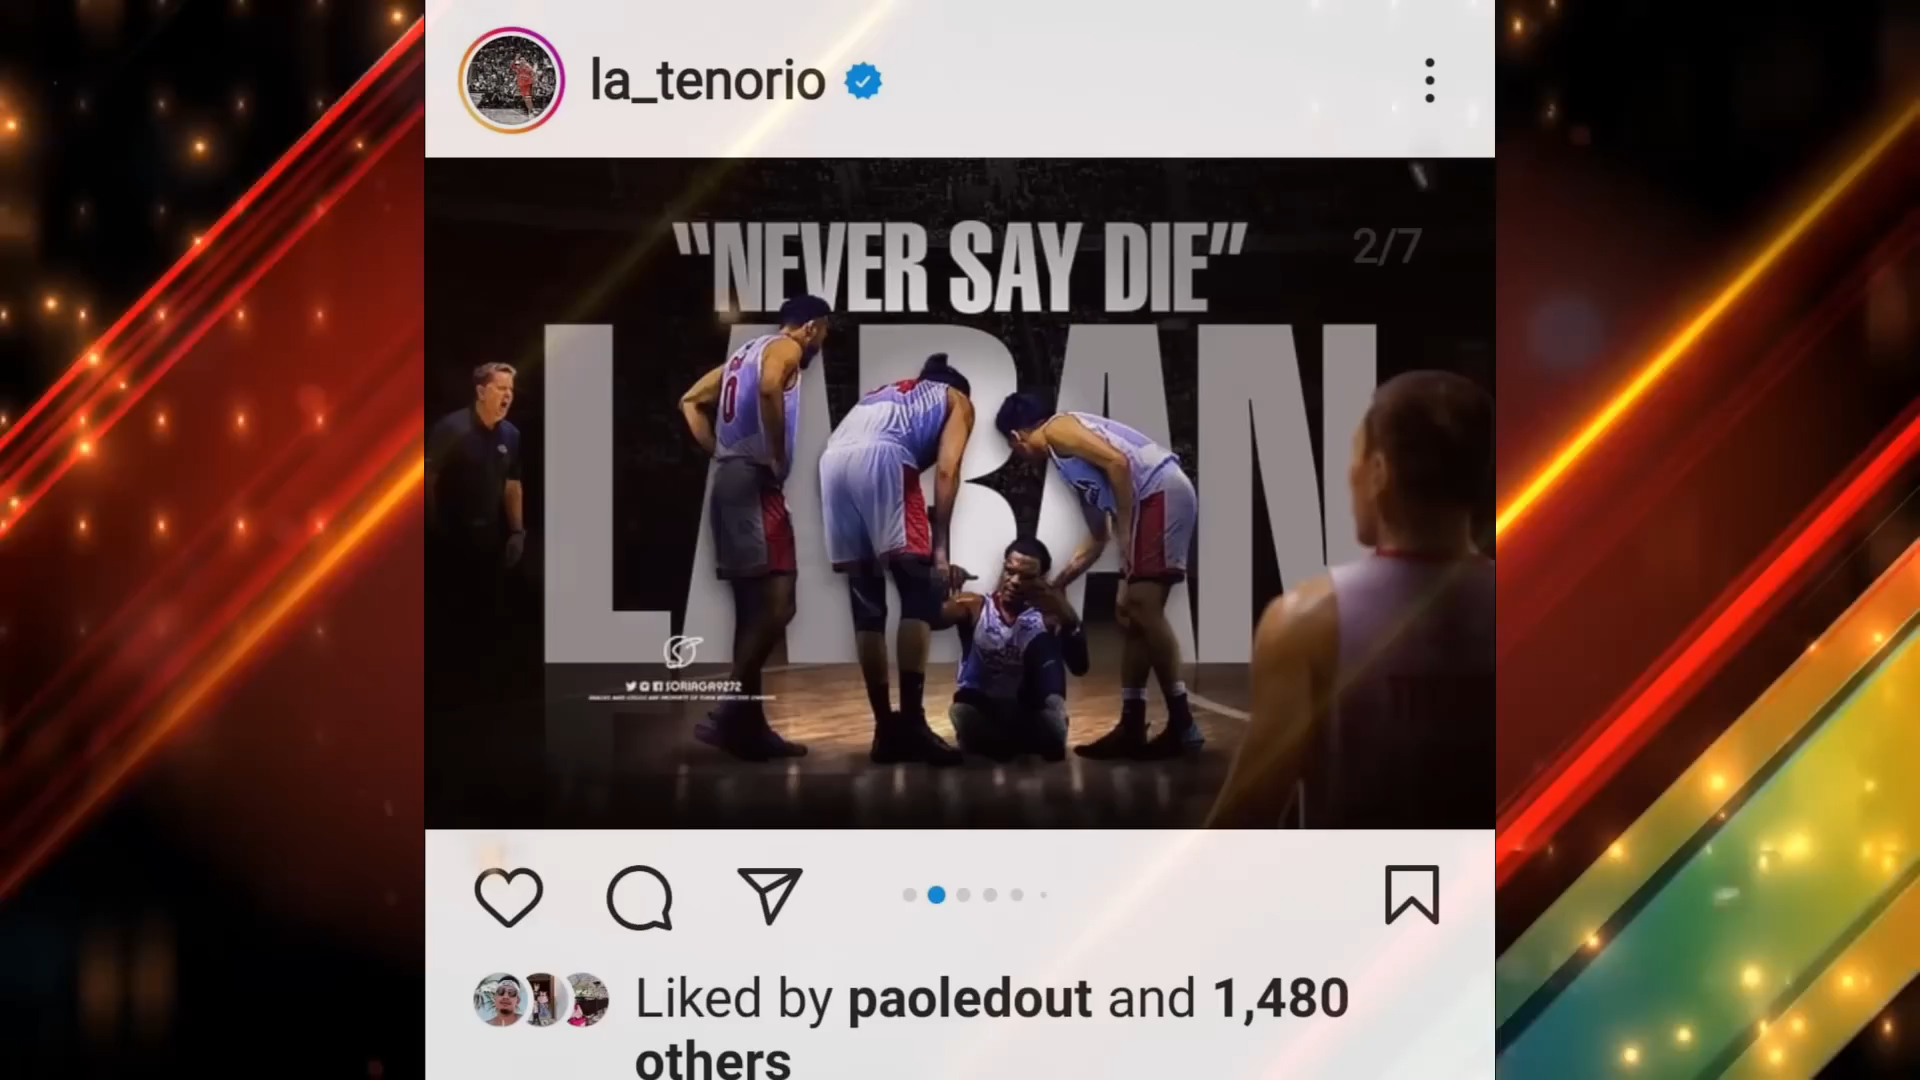 la_tenorio
"NEVER SAY DIE"
2/7
LABAN
SORIAGA9272
Liked by paoledout and 1,480
others